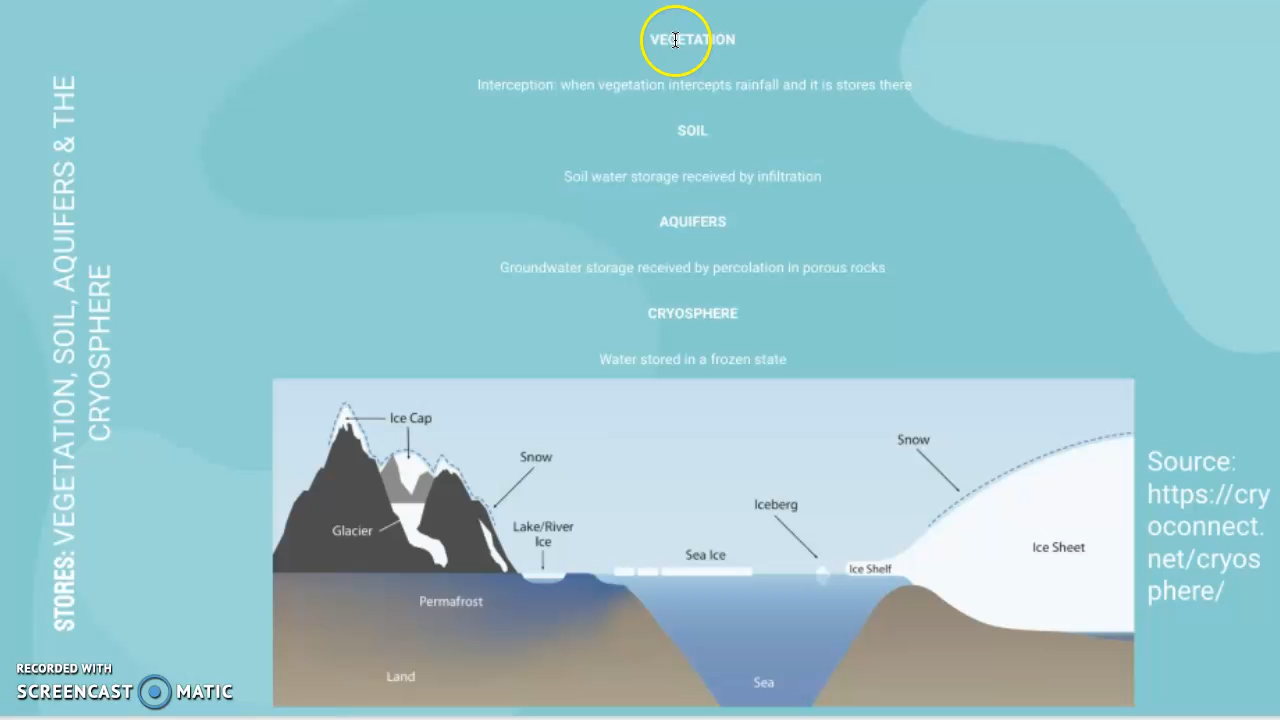 STORES: VEGETATION, SOIL, AQUIFERS & THE
CRYOSPHERE
VEGETATION
Interception: when vegetation intercepts rainfall and it is stores there
SOIL
Soil water storage received by infiltration
AQUIFERS
Groundwater storage received by percolation in porous rocks
CRYOSPHERE
Water stored in a frozen state
Ice Cap
Snow
Glacier
Lake/River
Ice
Sea Ice
Iceberg
Snow
Ice Shelf
Ice Sheet
Permafrost
Land
Sea
Source:
https://cry
oconnect.
net/cryos
phere/
RECORDED WITH
SCREENCAST MATIC